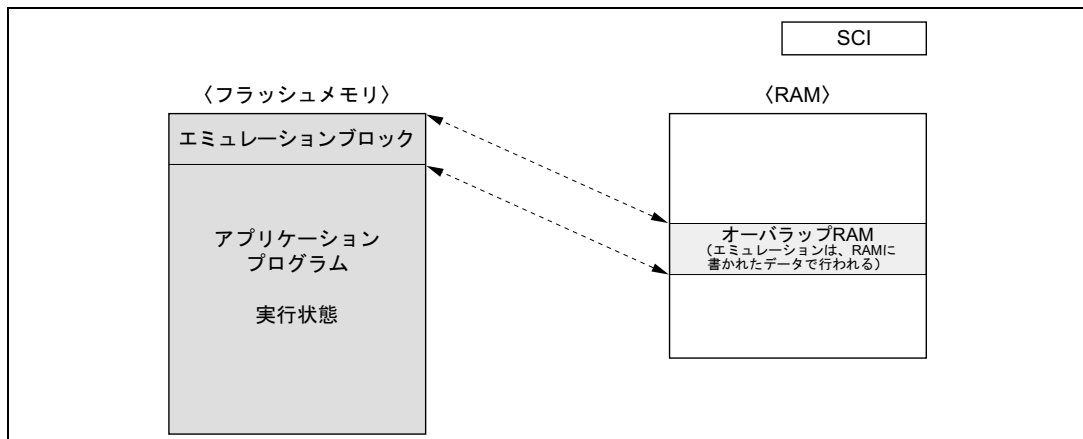 SCI
〈フラッシュメモリ〉
〈RAM〉
エミュレーションブロック
アプリケーション
プログラム
実行状態
オーバラップRAM
(エミュレーションは、RAMに
書かれたデータで行われる)